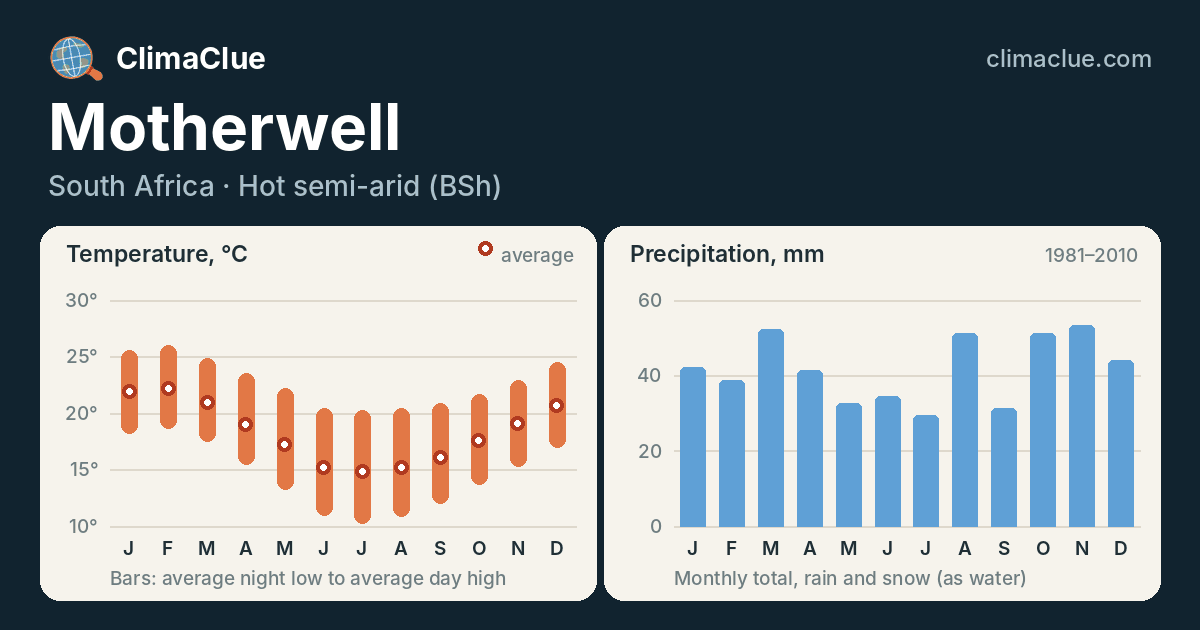 ClimaClue
climaclue.com
Motherwell
South Africa · Hot semi-arid (BSh)
Temperature, °C
average
30°
25°
20°
15°
10°
J F M A M J J A S O N D
Bars: average night low to average day high
Precipitation, mm
1981–2010
60
40
20
0
J F M A M J J A S O N D
Monthly total, rain and snow (as water)